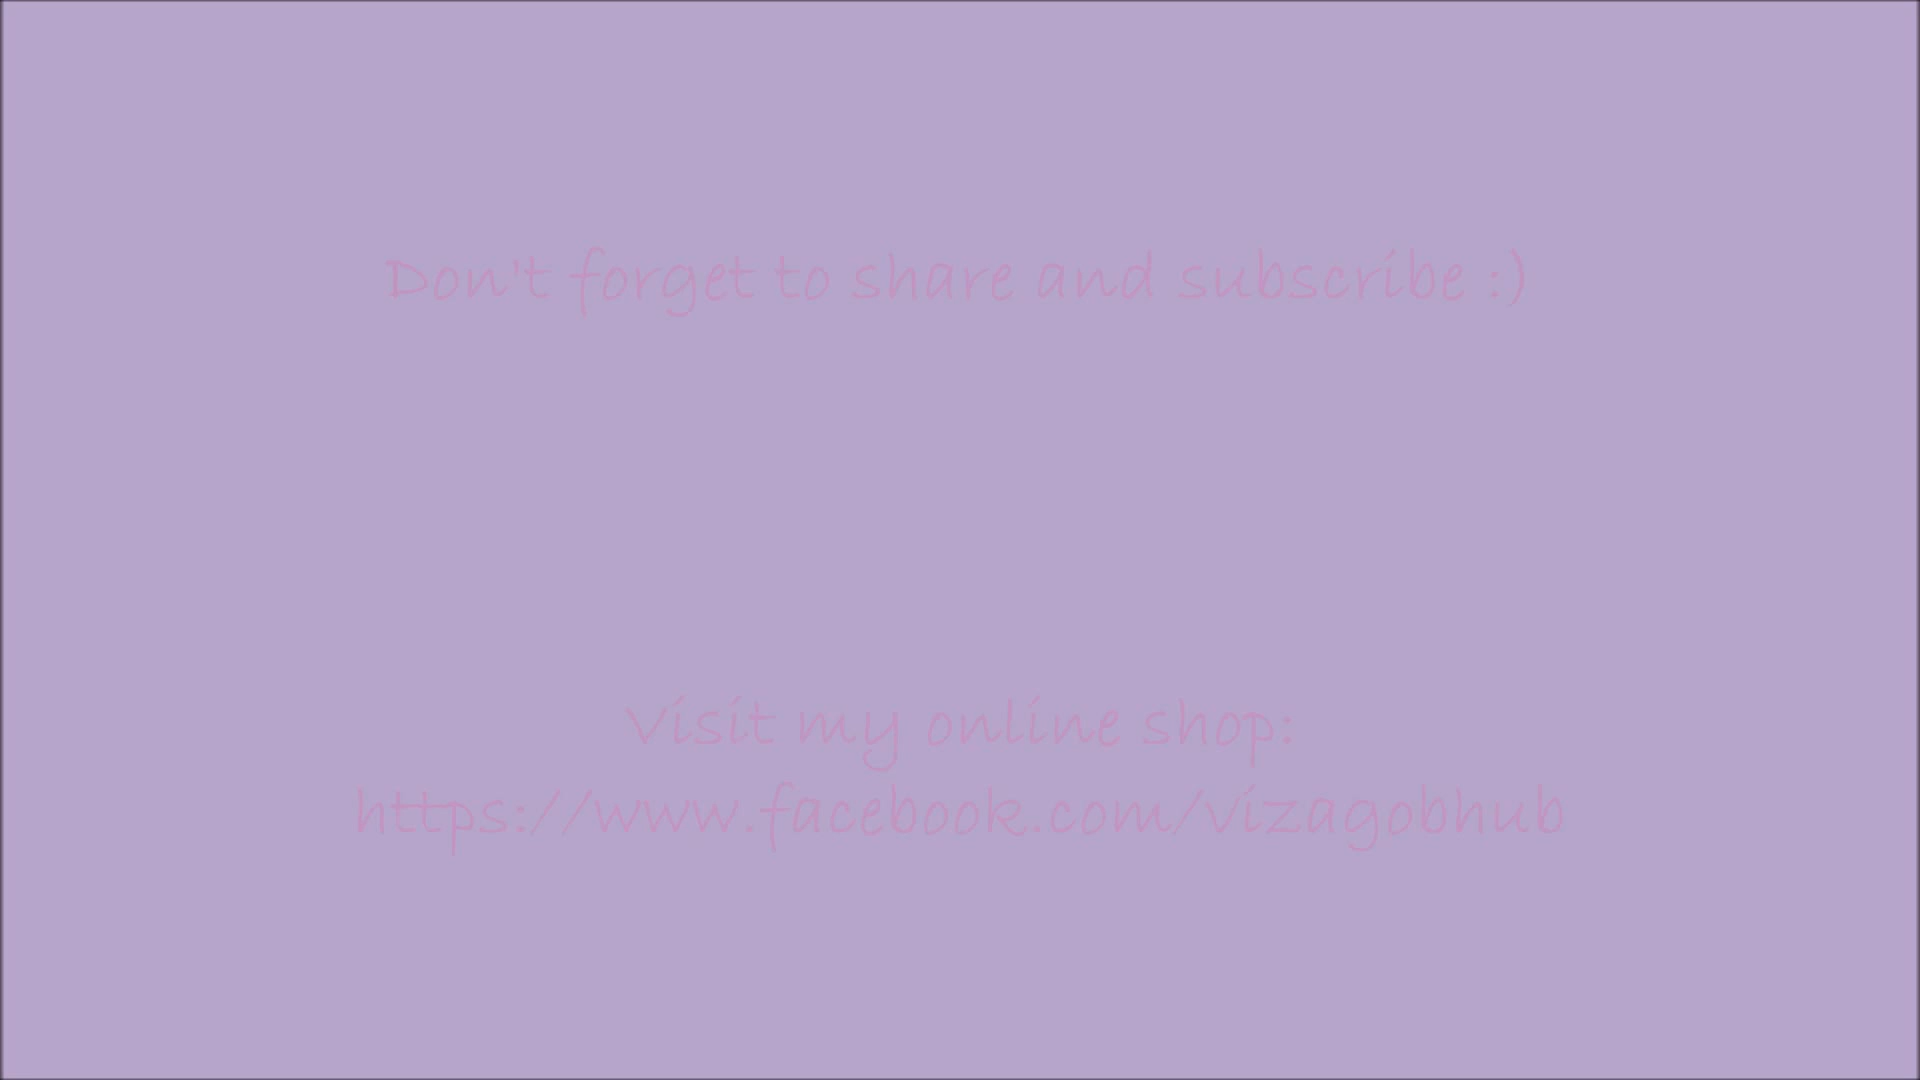 Don't forget to share and subscribe :)
Visit my online shop:
https://www.facebook.com/vizagobhub